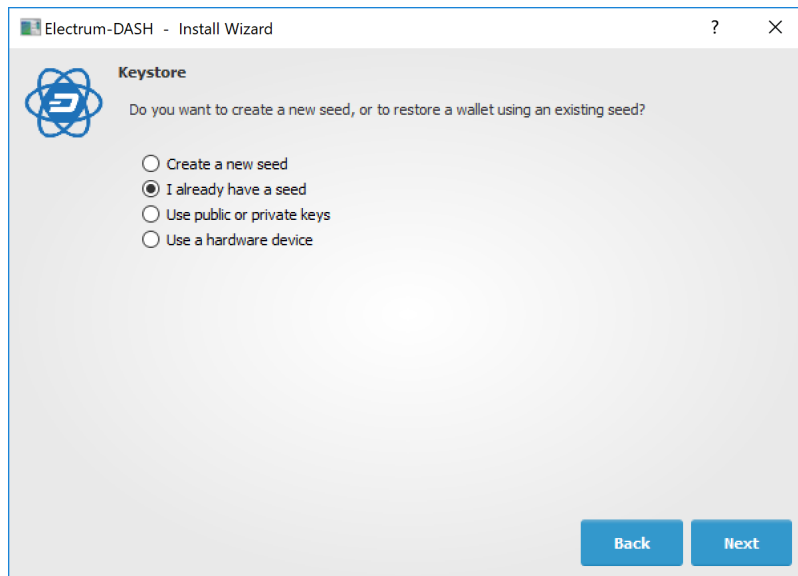 Electrum-DASH - Install Wizard
Keystore
Do you want to create a new seed, or to restore a wallet using an existing seed?
Create a new seed
I already have a seed
Use public or private keys
Use a hardware device
Back Next